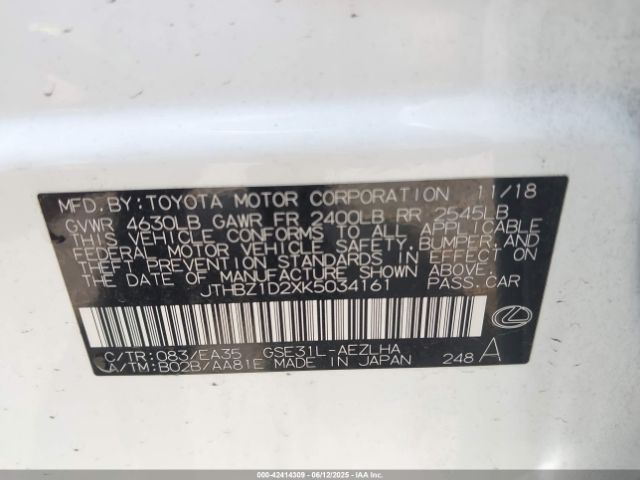 MFD. BY: TOYOTA MOTOR CORPORATION 11/18
GVWR 4630LB GAWR FR 2400LB RR 2545LB
THIS VEHICLE CONFORMS TO ALL APPLICABLE
FEDERAL MOTOR VEHICLE SAFETY, BUMPER, AND
THEFT PREVENTION STANDARDS IN EFFECT ON
THE DATE OF MANUFACTURE SHOWN ABOVE.
JTHBZ1D2XK5034161 PASS.CAR
C/TR: 083/EA35 GSE31L-AEZLHA
A/TM: B02B/AA81E MADE IN JAPAN 248 A
000-42414309 - 06/12/2025 - IAAI.COM